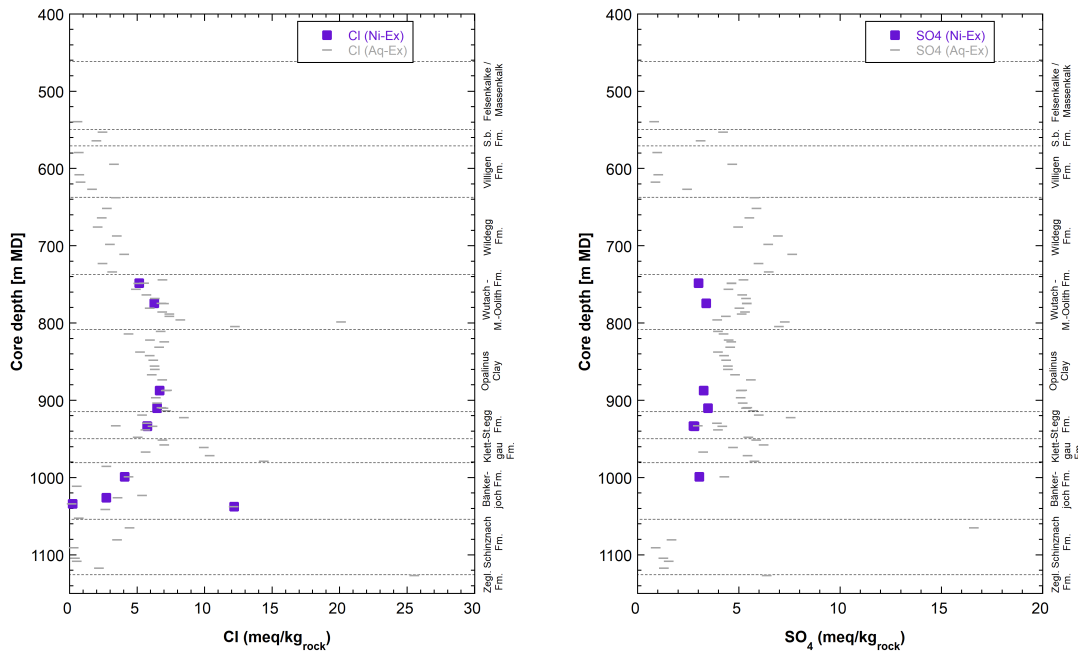 Cl (Ni-Ex)
Cl (Aq-Ex)
Core depth [m MD]
400
500
600
700
800
900
1000
1100
0
5
10
15
20
25
30
Cl (meq/kgrock)
Felsenkalke /
Massenkalk
S.b.
Fm.
Villigen
Fm.
Wildegg
Fm.
Wutach -
M.-Oolith Fm.
Opalinus
Clay
St.egg
Fm.
Klett-
gau
Fm.
Bänker-
joch Fm.
Schinznach
Fm.
Zegl.
Fm.
SO4 (Ni-Ex)
SO4 (Aq-Ex)
Core depth [m MD]
400
500
600
700
800
900
1000
1100
0
5
10
15
20
SO4 (meq/kgrock)
Felsenkalke /
Massenkalk
S.b.
Fm.
Villigen
Fm.
Wildegg
Fm.
Wutach -
M.-Oolith Fm.
Opalinus
Clay
St.egg
Fm.
Klett-
gau
Fm.
Bänker-
joch Fm.
Schinznach
Fm.
Zegl.
Fm.